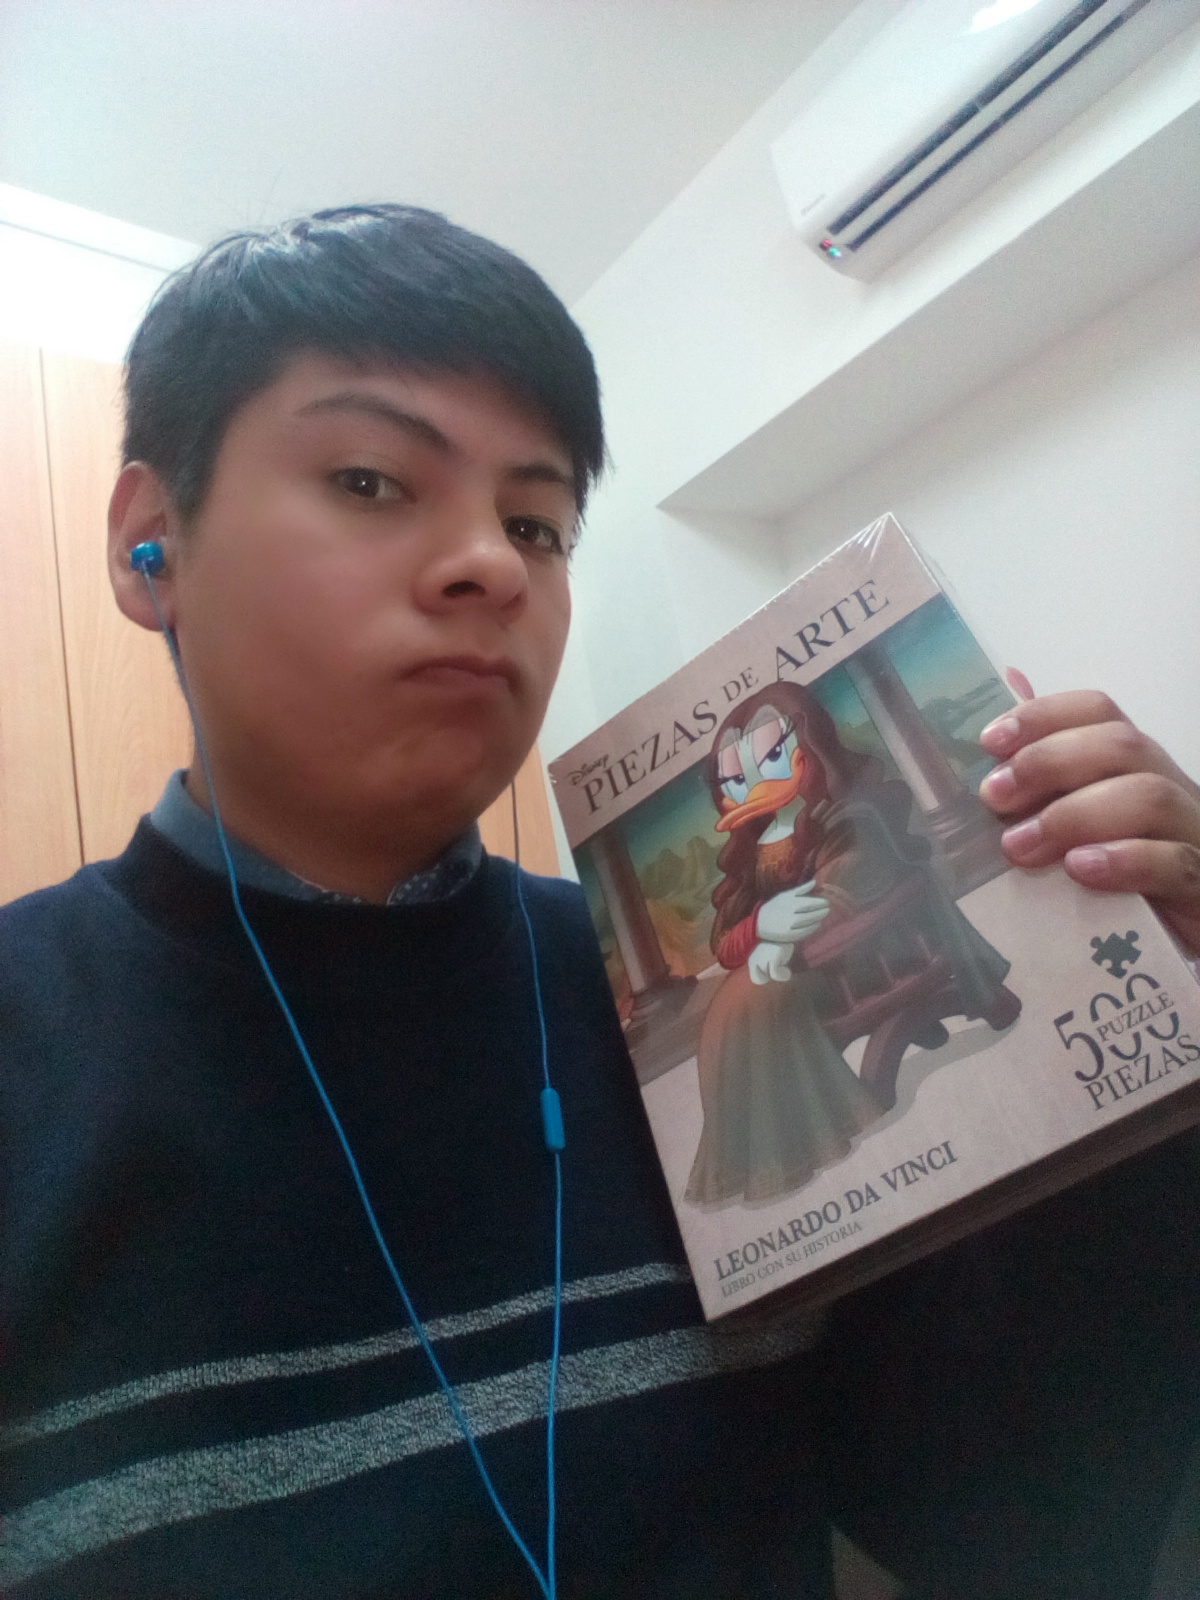 Disney
PIEZAS DE ARTE
500
PUZZLE
PIEZAS
LEONARDO DA VINCI
LIBRO CON SU HISTORIA